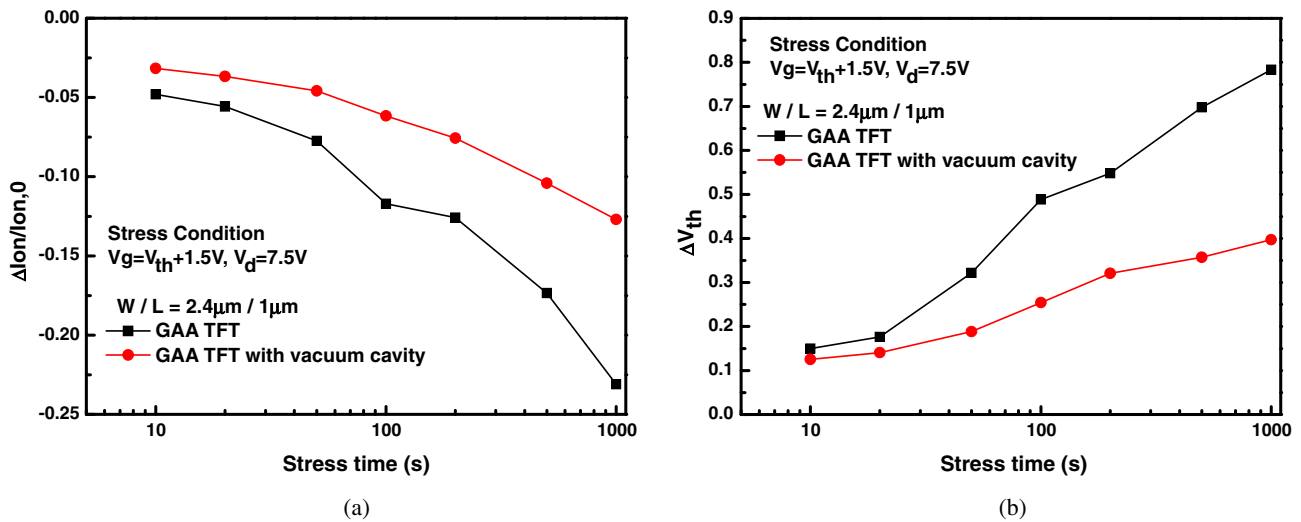 0.00
-0.05
-0.10
-0.15
-0.20
-0.25
ΔIon/Ion,0
Stress Condition
Vg=Vth+1.5V, Vd=7.5V
W / L = 2.4μm / 1μm
GAA TFT
GAA TFT with vacuum cavity
10
100
1000
Stress time (s)
(a)
0.9
0.8
0.7
0.6
0.5
0.4
0.3
0.2
0.1
0.0
ΔVth
Stress Condition
Vg=Vth+1.5V, Vd=7.5V
W / L = 2.4μm / 1μm
GAA TFT
GAA TFT with vacuum cavity
10
100
1000
Stress time (s)
(b)